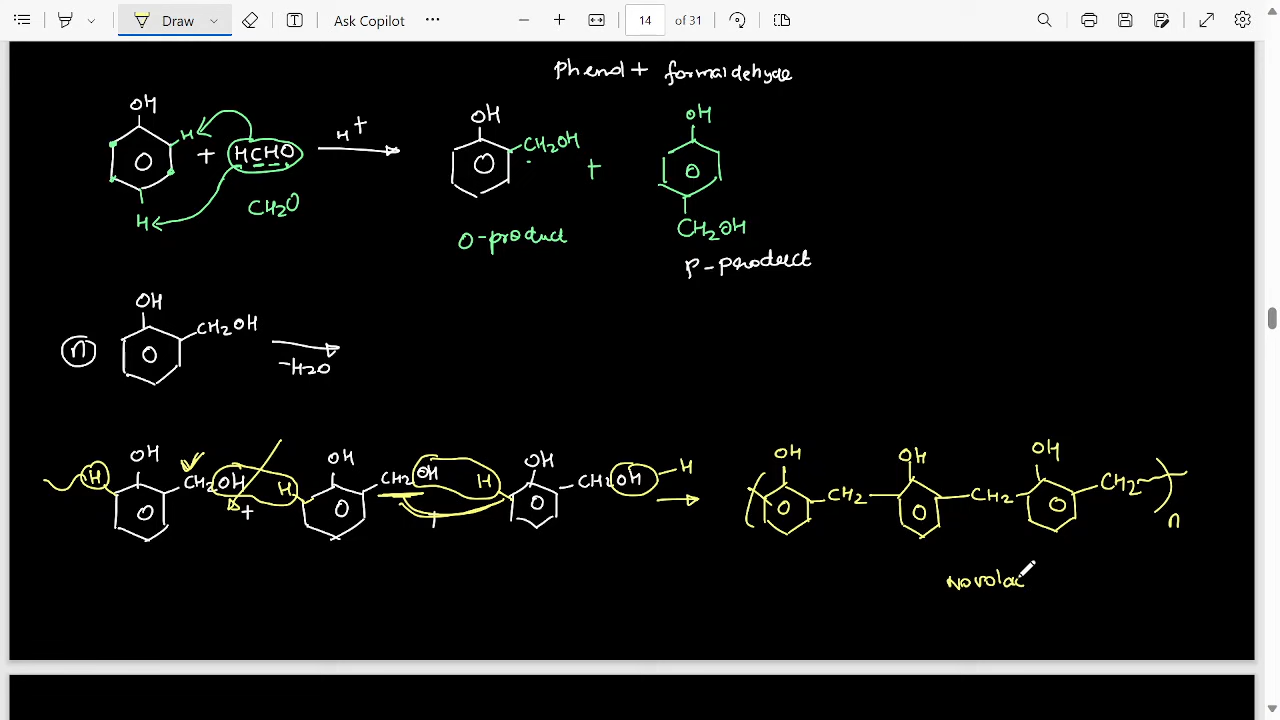 Draw Ask Copilot 14 of 31
Phenol + formaldehyde
OH H + HCHO H+ OH CH2OH + OH
CH2O
H
O-product
CH2OH
P-product
n OH CH2OH -H2O
H OH CH2OH + H OH CH2OH + H OH CH2OH H OH CH2 OH CH2 OH CH2 n
Novolac